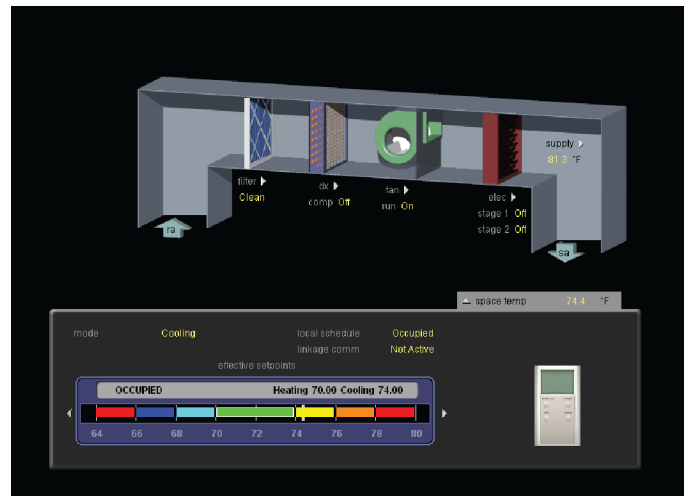 supply
81.3 °F
filter
Clean
dx
comp Off
fan
run On
elec
stage 1 Off
stage 2 Off
ra
sa
space temp 74.4 °F
mode Cooling
local schedule Occupied
linkage comm Not Active
effective setpoints
OCCUPIED Heating 70.00 Cooling 74.00
64 66 68 70 72 74 76 78 80